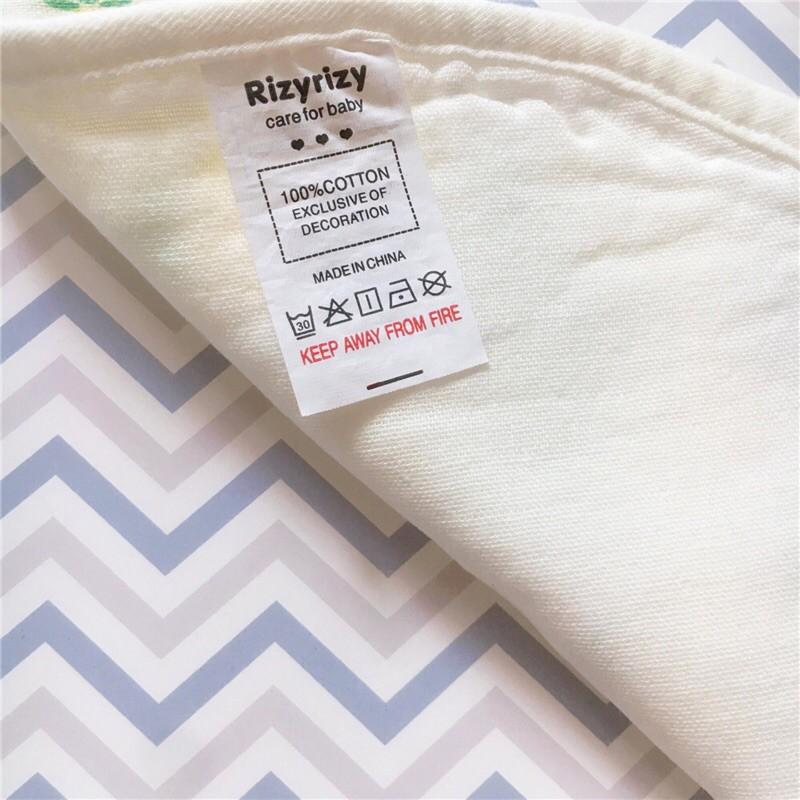 Rizyrizy
care for baby
100%COTTON
EXCLUSIVE OF
DECORATION
MADE IN CHINA
30
KEEP AWAY FROM FIRE